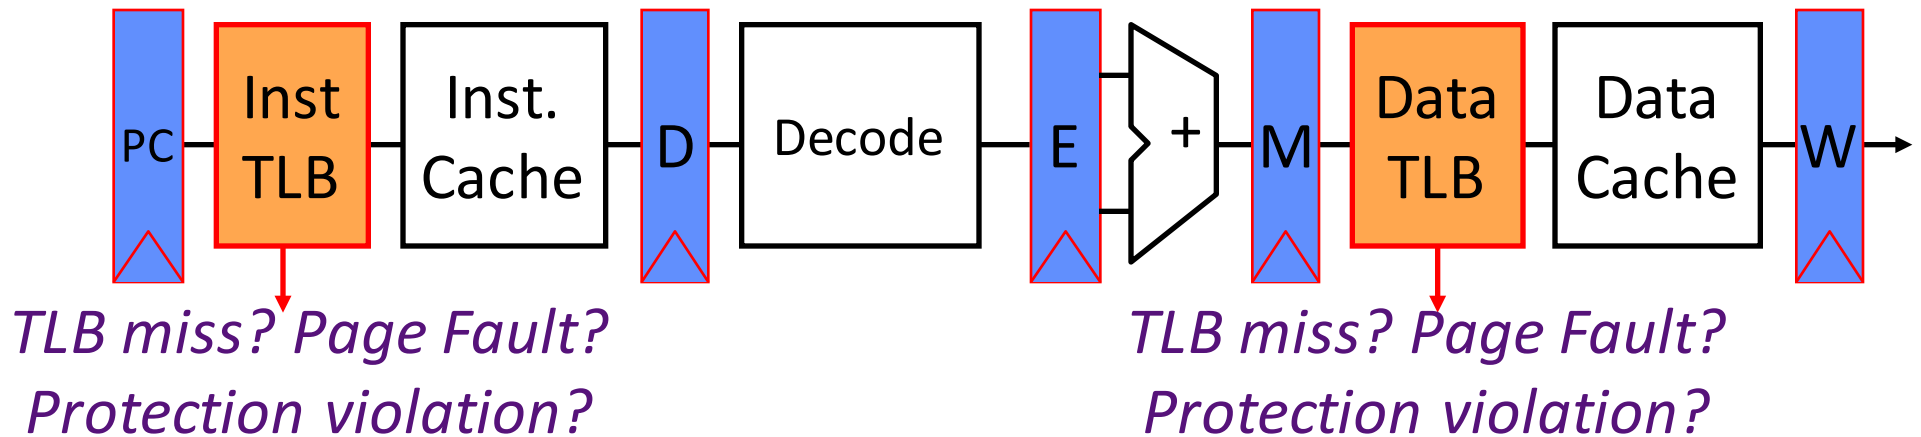 PC
Inst
TLB
Inst.
Cache
D
Decode
E
+
M
Data
TLB
Data
Cache
W
TLB miss? Page Fault?
Protection violation?
TLB miss? Page Fault?
Protection violation?